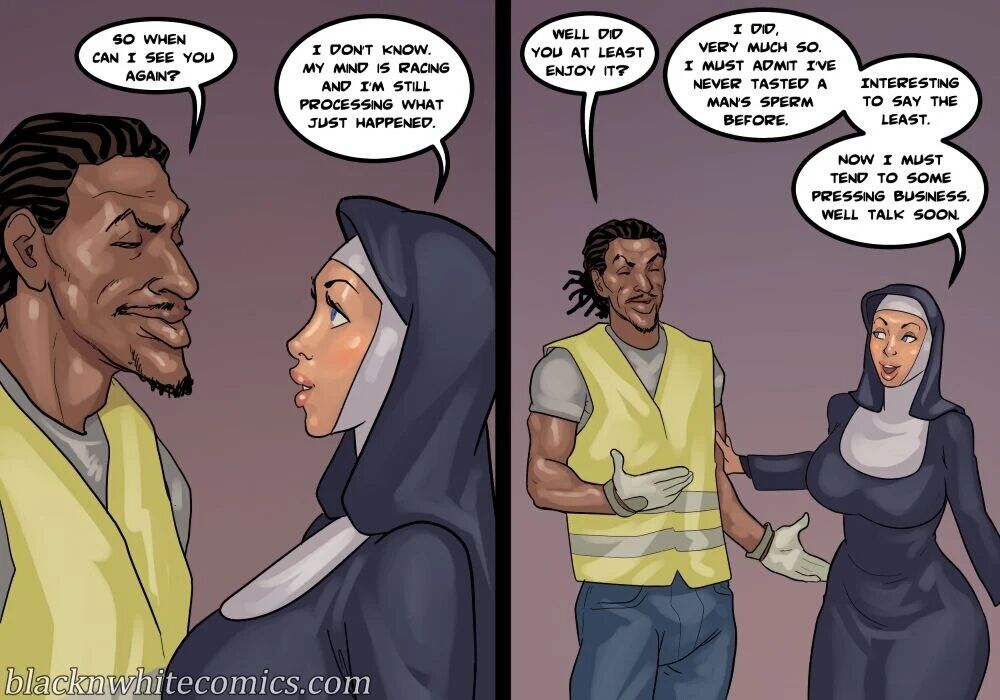 SO WHEN
CAN I SEE YOU
AGAIN?
I DON'T KNOW.
MY MIND IS RACING
AND I'M STILL
PROCESSING WHAT
JUST HAPPENED.
WELL DID
YOU AT LEAST
ENJOY IT?
I DID,
VERY MUCH SO.
I MUST ADMIT I'VE
NEVER TASTED A
MAN'S SPERM
BEFORE.
INTERESTING
TO SAY THE
LEAST.
NOW I MUST
TEND TO SOME
PRESSING BUSINESS.
WELL TALK SOON.
blacknwhitecomics.com